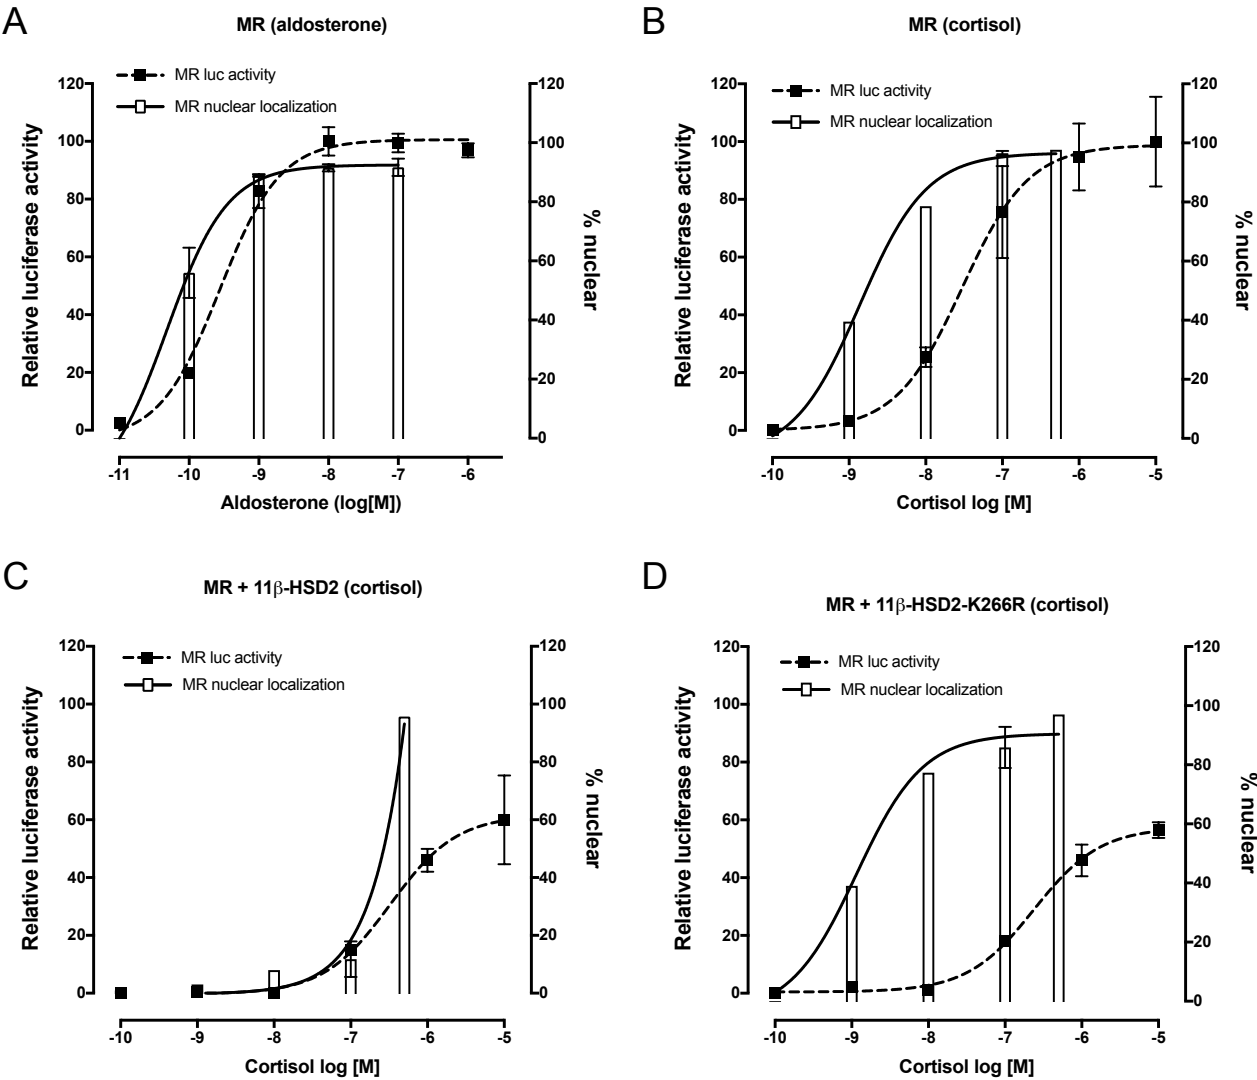 A
MR (aldosterone)
MR luc activity
MR nuclear localization
Relative luciferase activity
120
100
80
60
40
20
0
120
100
80
60
40
20
0
% nuclear
-11 -10 -9 -8 -7 -6
Aldosterone (log[M])
B
MR (cortisol)
MR luc activity
MR nuclear localization
Relative luciferase activity
120
100
80
60
40
20
0
120
100
80
60
40
20
0
% nuclear
-10 -9 -8 -7 -6 -5
Cortisol log [M]
C
MR + 11β-HSD2 (cortisol)
MR luc activity
MR nuclear localization
Relative luciferase activity
120
100
80
60
40
20
0
120
100
80
60
40
20
0
% nuclear
-10 -9 -8 -7 -6 -5
Cortisol log [M]
D
MR + 11β-HSD2-K266R (cortisol)
MR luc activity
MR nuclear localization
Relative luciferase activity
120
100
80
60
40
20
0
120
100
80
60
40
20
0
% nuclear
-10 -9 -8 -7 -6 -5
Cortisol log [M]